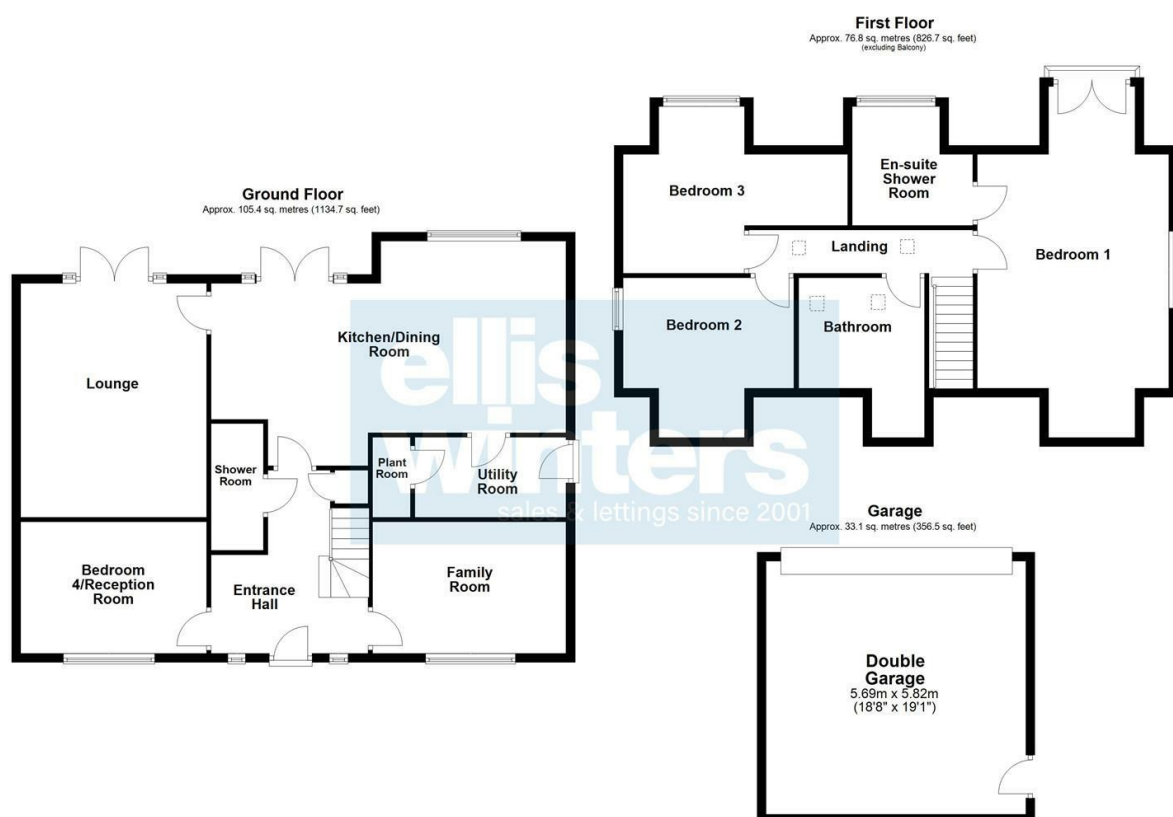 First Floor
Approx. 76.8 sq. metres (826.7 sq. feet)
(excluding Balcony)
En-suite
Shower
Room
Bedroom 3
Landing
Bedroom 1
Bedroom 2
Bathroom
Ground Floor
Approx. 105.4 sq. metres (1134.7 sq. feet)
Kitchen/Dining
Room
Lounge
Shower
Room
Plant
Room
Utility
Room
Bedroom
4/Reception
Room
Entrance
Hall
Family
Room
ellis
winters
sales & lettings since 2001
Garage
Approx. 33.1 sq. metres (356.5 sq. feet)
Double
Garage
5.69m x 5.82m
(18'8" x 19'1")